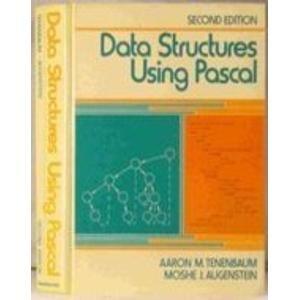 SECOND EDITION
Data Structures
Using Pascal
AARON M. TENENBAUM
MOSHE J. AUGENSTEIN
Data Structures Using Pascal